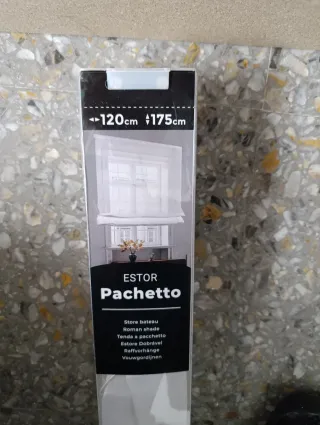 120cm 175cm
ESTOR
Pachetto
Store bateau
Roman shade
Tenda a pacchetto
Estore Dobrável
Raffvorhänge
Vouwgordijnen